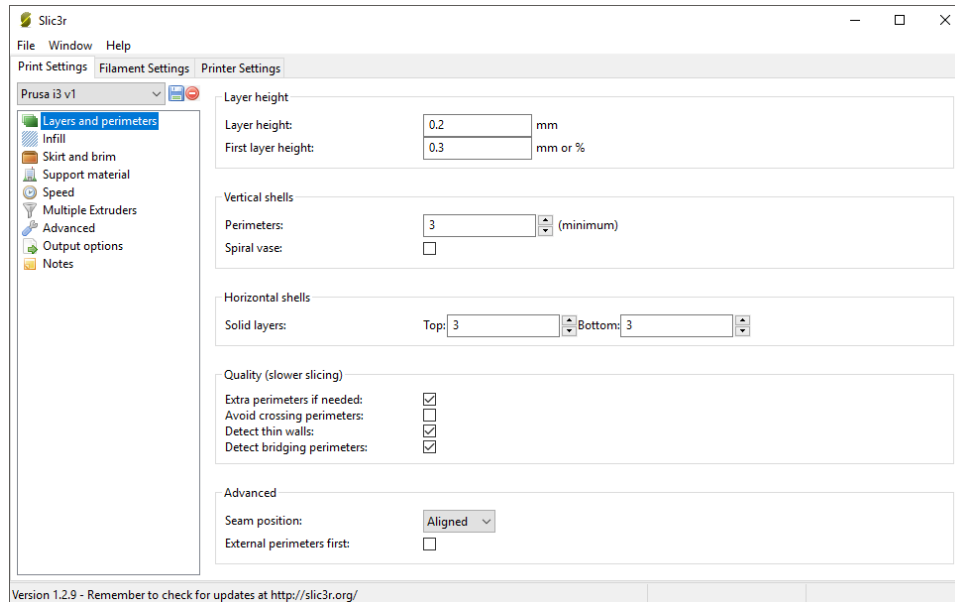 Slic3r
File Window Help
Print Settings Filament Settings Printer Settings
Prusa i3 v1
Layers and perimeters
Infill
Skirt and brim
Support material
Speed
Multiple Extruders
Advanced
Output options
Notes
Layer height
Layer height: 0.2 mm
First layer height: 0.3 mm or %
Vertical shells
Perimeters: 3 (minimum)
Spiral vase:
Horizontal shells
Solid layers: Top: 3 Bottom: 3
Quality (slower slicing)
Extra perimeters if needed:
Avoid crossing perimeters:
Detect thin walls:
Detect bridging perimeters:
Advanced
Seam position: Aligned
External perimeters first:
Version 1.2.9 - Remember to check for updates at http://slic3r.org/